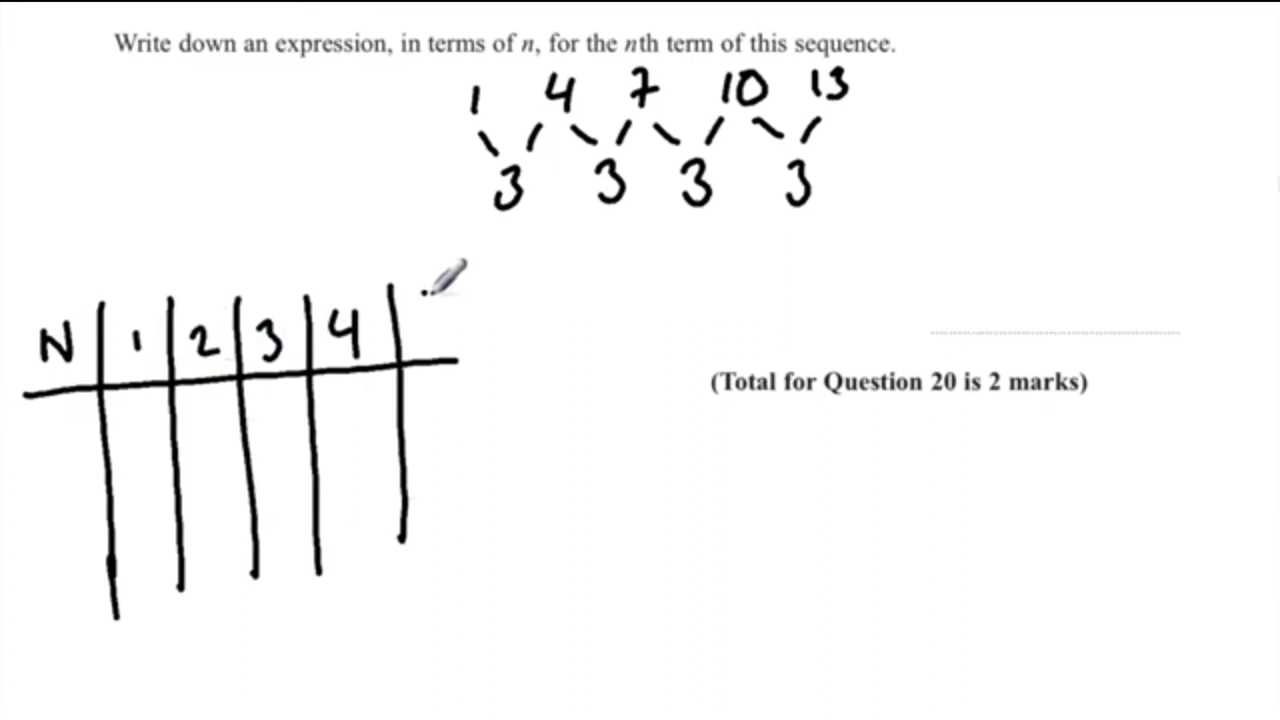 Write down an expression, in terms of n, for the nth term of this sequence.
1 4 7 10 13
3 3 3 3
N 1 2 3 4
(Total for Question 20 is 2 marks)